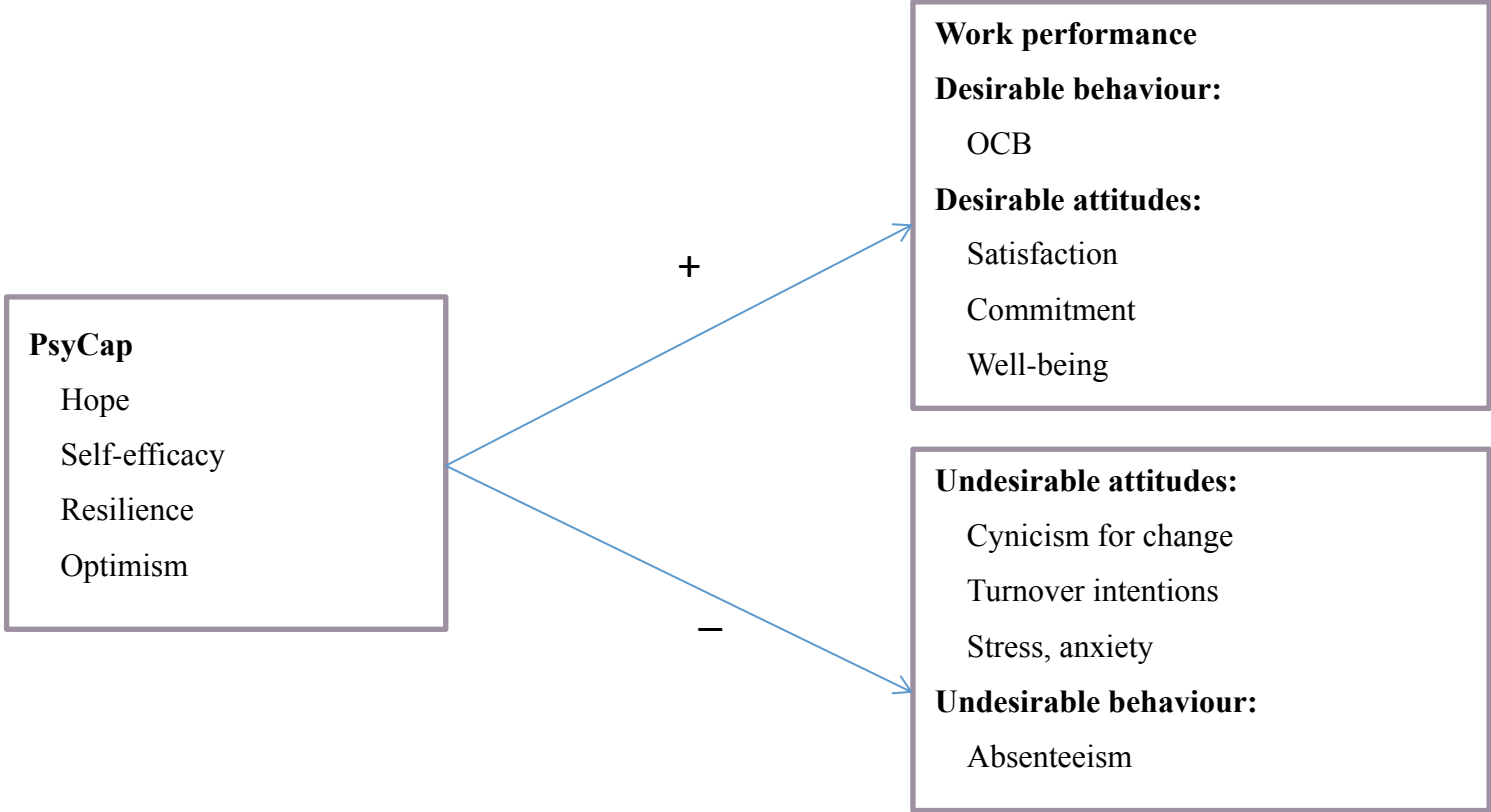 PsyCap
Hope
Self-efficacy
Resilience
Optimism
+
–
Work performance
Desirable behaviour:
OCB
Desirable attitudes:
Satisfaction
Commitment
Well-being
Undesirable attitudes:
Cynicism for change
Turnover intentions
Stress, anxiety
Undesirable behaviour:
Absenteeism